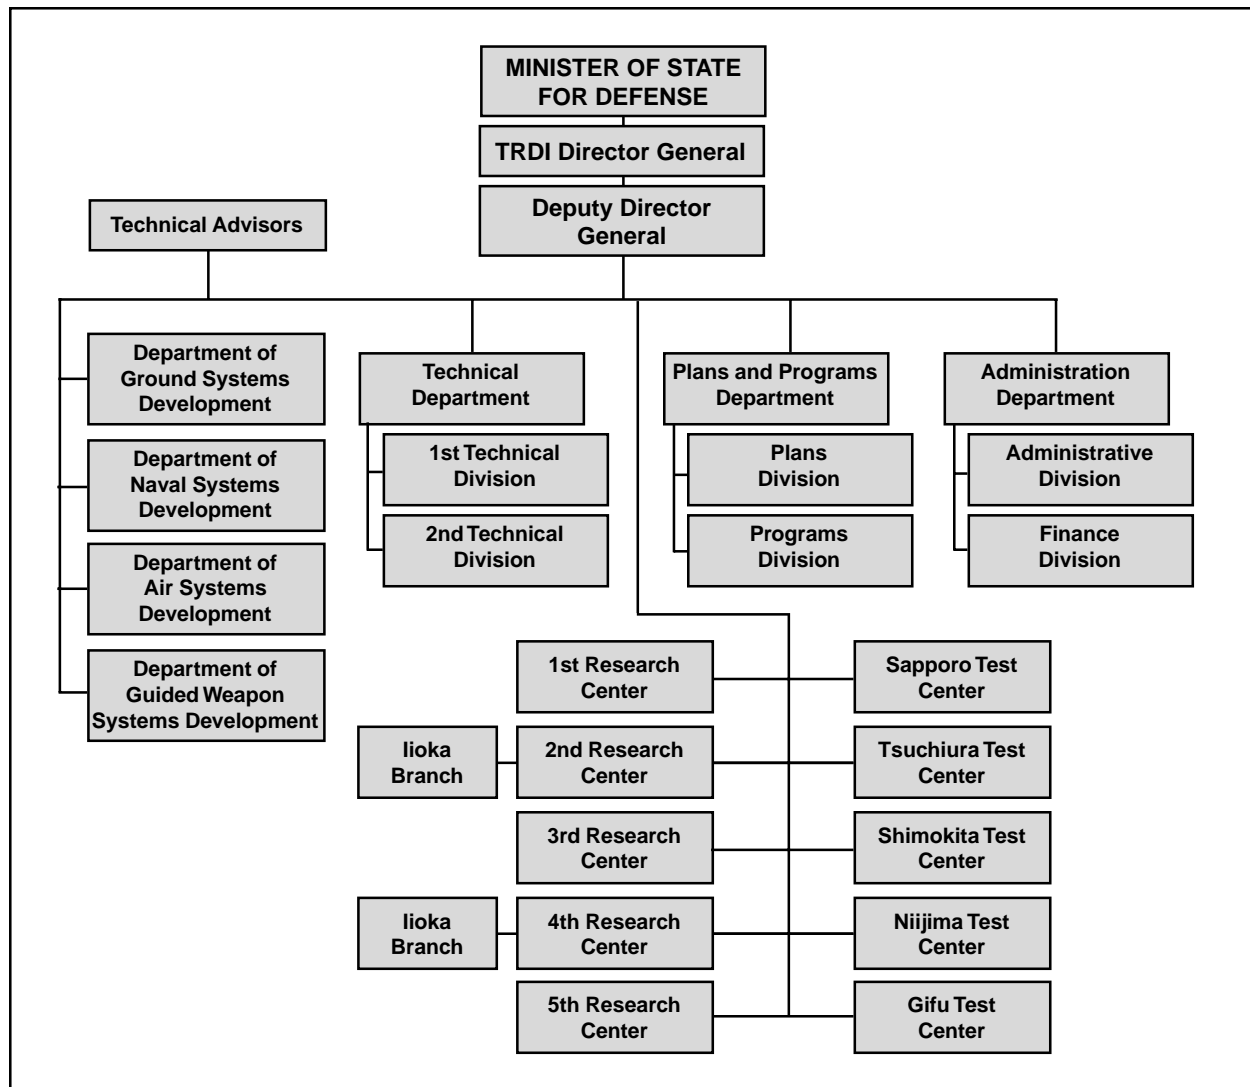 MINISTER OF STATE
FOR DEFENSE
TRDI Director General
Deputy Director
General
Technical Advisors
Department of
Ground Systems
Development
Department of
Naval Systems
Development
Department of
Air Systems
Development
Department of
Guided Weapon
Systems Development
Technical
Department
1st Technical
Division
2nd Technical
Division
Plans and Programs
Department
Plans
Division
Programs
Division
Administration
Department
Administrative
Division
Finance
Division
1st Research
Center
Sapporo Test
Center
Iioka
Branch
2nd Research
Center
Tsuchiura Test
Center
3rd Research
Center
Shimokita Test
Center
Iioka
Branch
4th Research
Center
Niijima Test
Center
5th Research
Center
Gifu Test
Center